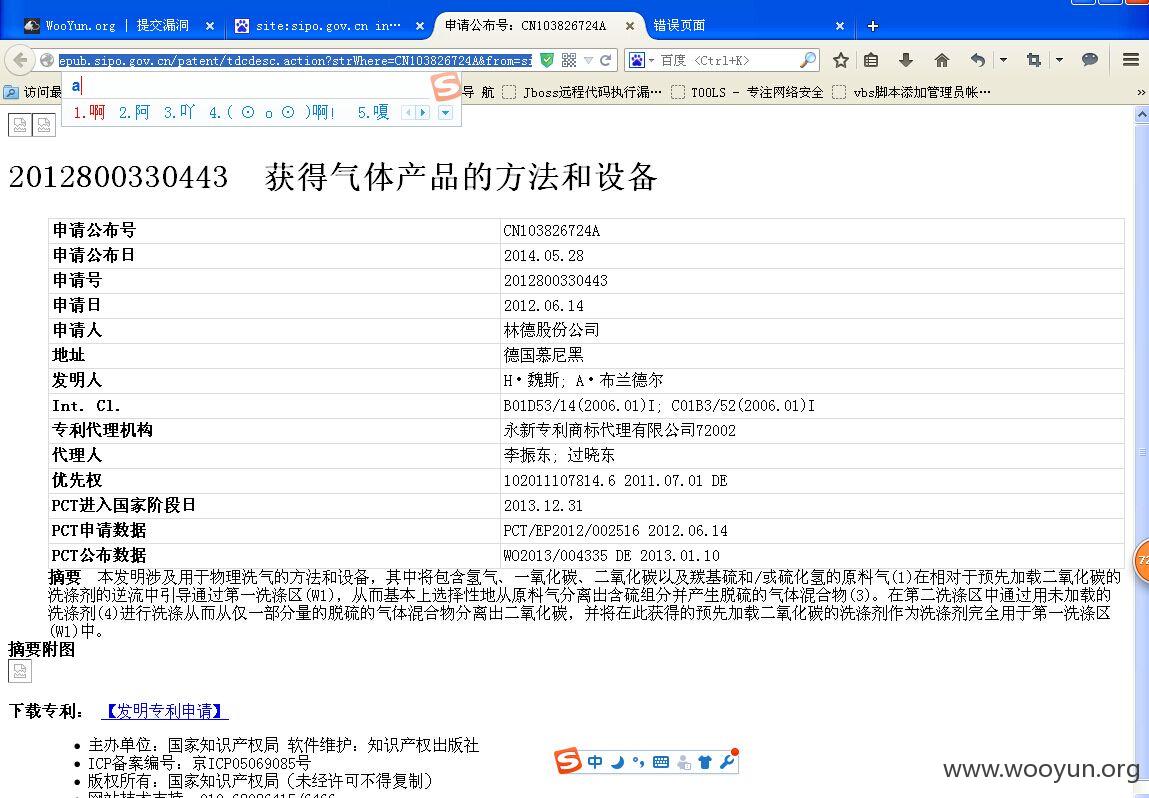 WooYun.org | 提交漏洞
site:sipo.gov.cn in…
申请公布号：CN103826724A
错误页面
epub.sipo.gov.cn/patent/tdcdesc.action?strWhere=CN103826724A&from=si
百度 <Ctrl+K>
访问最
a
导 航
Jboss远程代码执行漏…
TOOLS - 专注网络安全
vbs脚本添加管理员帐…
1.啊 2.阿 3.吖 4.( ⊙ o ⊙ )啊! 5.嗄
2012800330443 获得气体产品的方法和设备
申请公布号 CN103826724A
申请公布日 2014.05.28
申请号 2012800330443
申请日 2012.06.14
申请人 林德股份公司
地址 德国慕尼黑
发明人 H·魏斯; A·布兰德尔
Int. Cl. B01D53/14(2006.01)I; C01B3/52(2006.01)I
专利代理机构 永新专利商标代理有限公司72002
代理人 李振东; 过晓东
优先权 102011107814.6 2011.07.01 DE
PCT进入国家阶段日 2013.12.31
PCT申请数据 PCT/EP2012/002516 2012.06.14
PCT公布数据 WO2013/004335 DE 2013.01.10
摘要 本发明涉及用于物理洗气的方法和设备，其中将包含氢气、一氧化碳、二氧化碳以及羰基硫和/或硫化氢的原料气(1)在相对于预先加载二氧化碳的
洗涤剂的逆流中引导通过第一洗涤区(W1)，从而基本上选择性地从原料气分离出含硫组分并产生脱硫的气体混合物(3)。在第二洗涤区中通过用未加载的
洗涤剂(4)进行洗涤从而从仅一部分量的脱硫的气体混合物分离出二氧化碳，并将在此获得的预先加载二氧化碳的洗涤剂作为洗涤剂完全用于第一洗涤区
(W1)中。
摘要附图
下载专利： 【发明专利申请】
主办单位：国家知识产权局 软件维护：知识产权出版社
ICP备案编号：京ICP05069085号
版权所有：国家知识产权局（未经许可不得复制）
中
72
www.wooyun.org